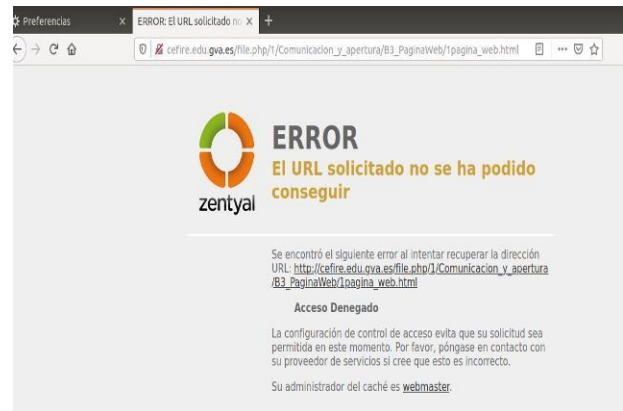 Preferencias
ERROR: El URL solicitado no
cefire.edu.gva.es/file.php/1/Comunicacion_y_apertura/B3_PaginaWeb/1pagina_web.html
zentyal
ERROR
El URL solicitado no se ha podido
conseguir
Se encontró el siguiente error al intentar recuperar la dirección
URL: http://cefire.edu.gva.es/file.php/1/Comunicacion_y_apertura
/B3_PaginaWeb/1pagina_web.html
Acceso Denegado
La configuración de control de acceso evita que su solicitud sea
permitida en este momento. Por favor, póngase en contacto con
su proveedor de servicios si cree que esto es incorrecto.
Su administrador del caché es webmaster.